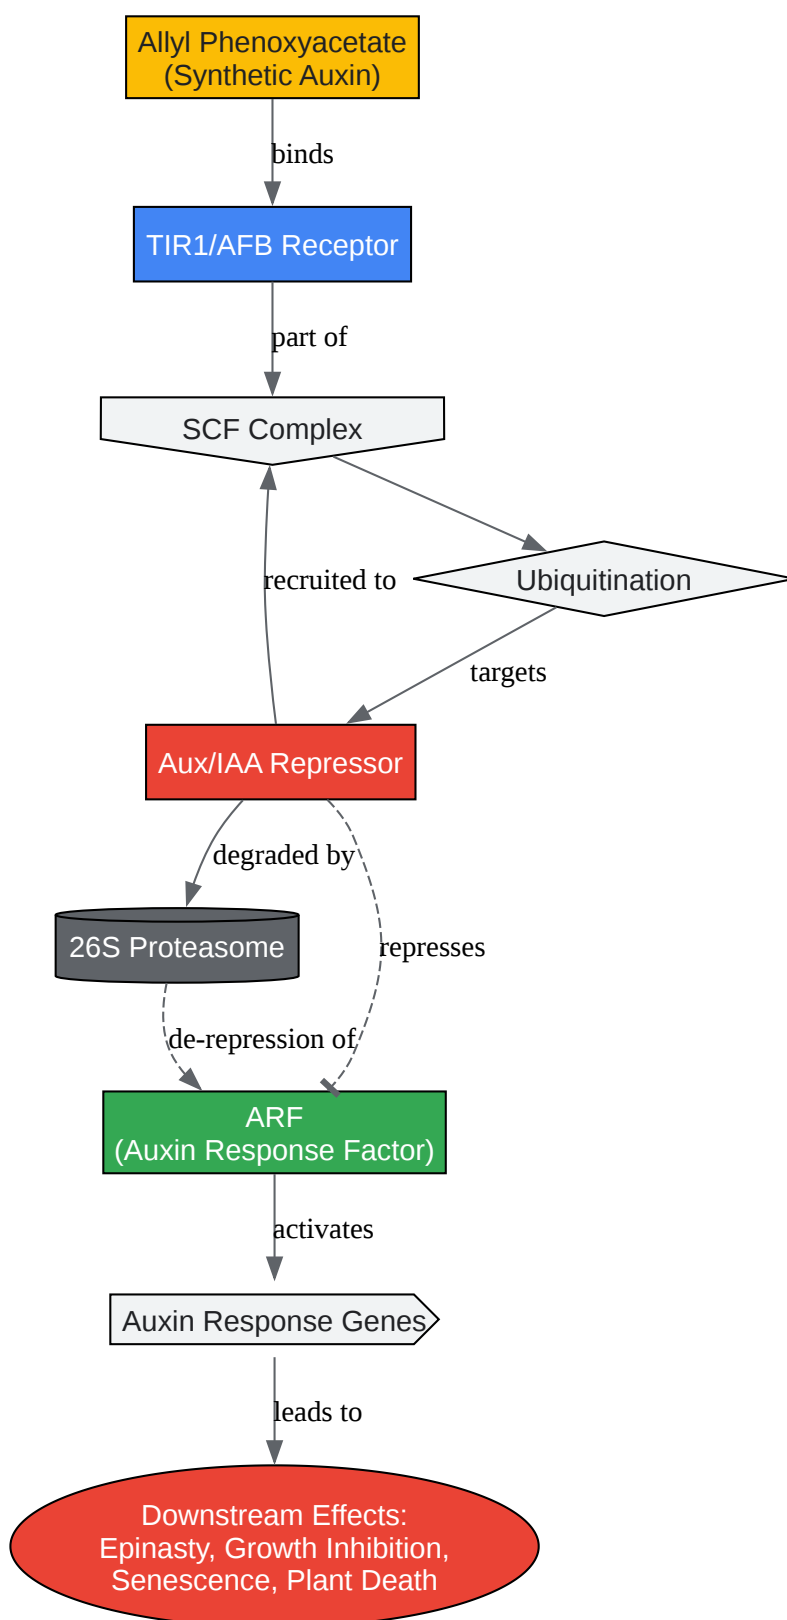 Allyl Phenoxyacetate
(Synthetic Auxin)
binds
TIR1/AFB Receptor
part of
SCF Complex
recruited to
Ubiquitination
targets
Aux/IAA Repressor
degraded by
26S Proteasome
represses
de-repression of
ARF
(Auxin Response Factor)
activates
Auxin Response Genes
leads to
Downstream Effects:
Epinasty, Growth Inhibition,
Senescence, Plant Death